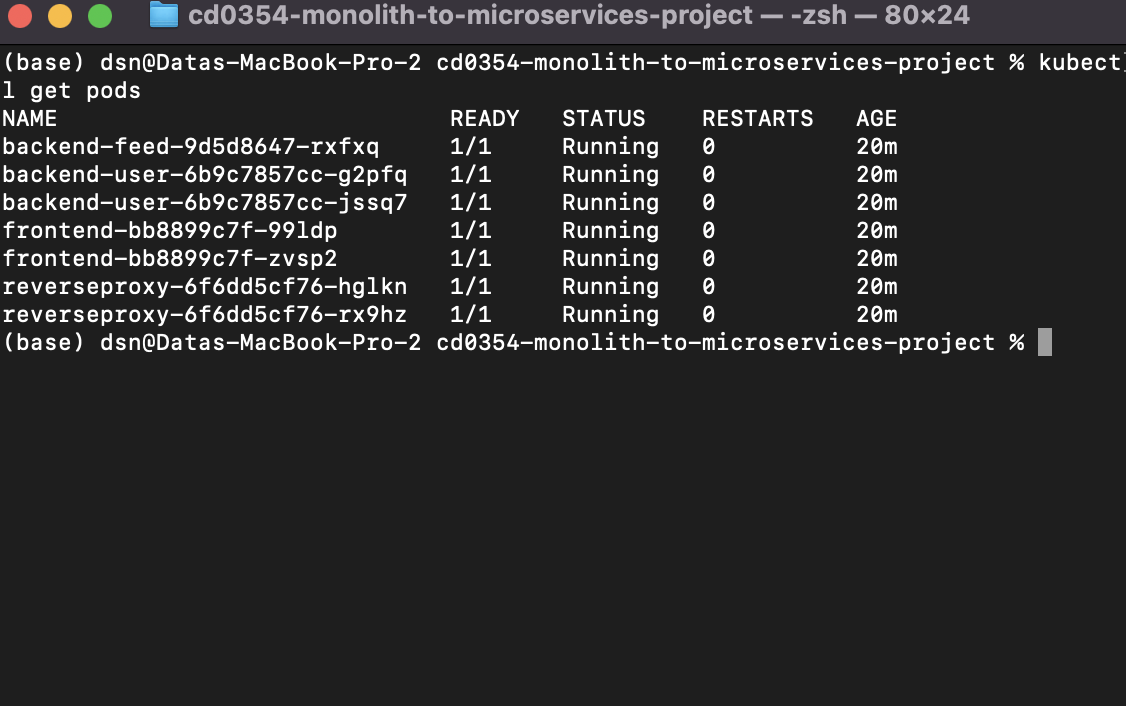 cd0354-monolith-to-microservices-project — -zsh — 80×24
(base) dsn@Datas-MacBook-Pro-2 cd0354-monolith-to-microservices-project % kubect
l get pods
NAME READY STATUS RESTARTS AGE
backend-feed-9d5d8647-rxfxq 1/1 Running 0 20m
backend-user-6b9c7857cc-g2pfq 1/1 Running 0 20m
backend-user-6b9c7857cc-jssq7 1/1 Running 0 20m
frontend-bb8899c7f-99ldp 1/1 Running 0 20m
frontend-bb8899c7f-zvsp2 1/1 Running 0 20m
reverseproxy-6f6dd5cf76-hglkn 1/1 Running 0 20m
reverseproxy-6f6dd5cf76-rx9hz 1/1 Running 0 20m
(base) dsn@Datas-MacBook-Pro-2 cd0354-monolith-to-microservices-project %